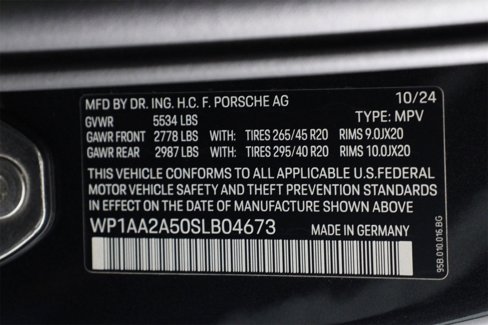 MFD BY DR. ING. H.C. F. PORSCHE AG 10/24
GVWR 5534 LBS TYPE: MPV
GAWR FRONT 2778 LBS WITH: TIRES 265/45 R20 RIMS 9.0JX20
GAWR REAR 2987 LBS WITH: TIRES 295/40 R20 RIMS 10.0JX20
THIS VEHICLE CONFORMS TO ALL APPLICABLE U.S.FEDERAL
MOTOR VEHICLE SAFETY AND THEFT PREVENTION STANDARDS
IN EFFECT ON THE DATE OF MANUFACTURE SHOWN ABOVE.
WP1AA2A50SLB04673 MADE IN GERMANY
95B.010.016.BG